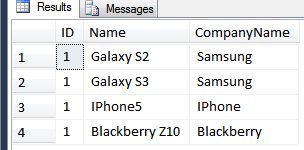 Results Messages
ID Name CompanyName
1 1 Galaxy S2 Samsung
2 1 Galaxy S3 Samsung
3 1 IPhone5 IPhone
4 1 Blackberry Z10 Blackberry